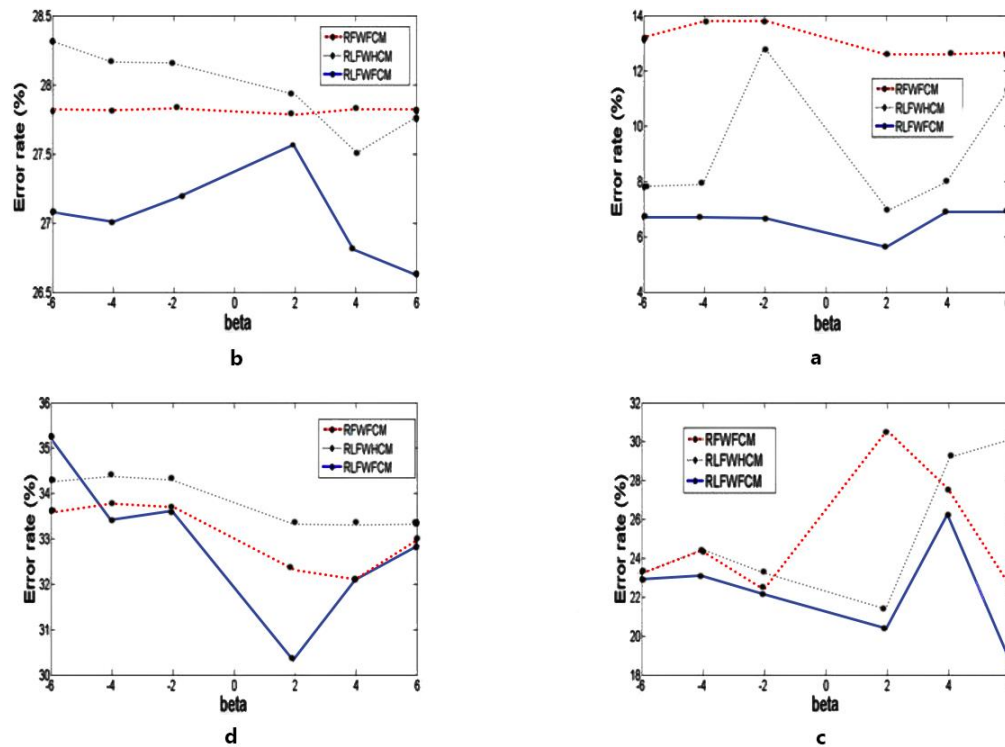 28.5
28
27.5
27
26.5
Error rate (%)
RFWFCM
RLFWHCM
RLFWFCM
-6 -4 -2 0 2 4 6
beta
b
14
12
10
8
6
4
Error rate (%)
RFWFCM
RLFWHCM
RLFWFCM
-6 -4 -2 0 2 4
beta
a
36
35
34
33
32
31
30
Error rate (%)
RFWFCM
RLFWHCM
RLFWFCM
-6 -4 -2 0 2 4 6
beta
d
32
30
28
26
24
22
20
18
Error rate (%)
RFWFCM
RLFWHCM
RLFWFCM
-6 -4 -2 0 2 4
beta
c